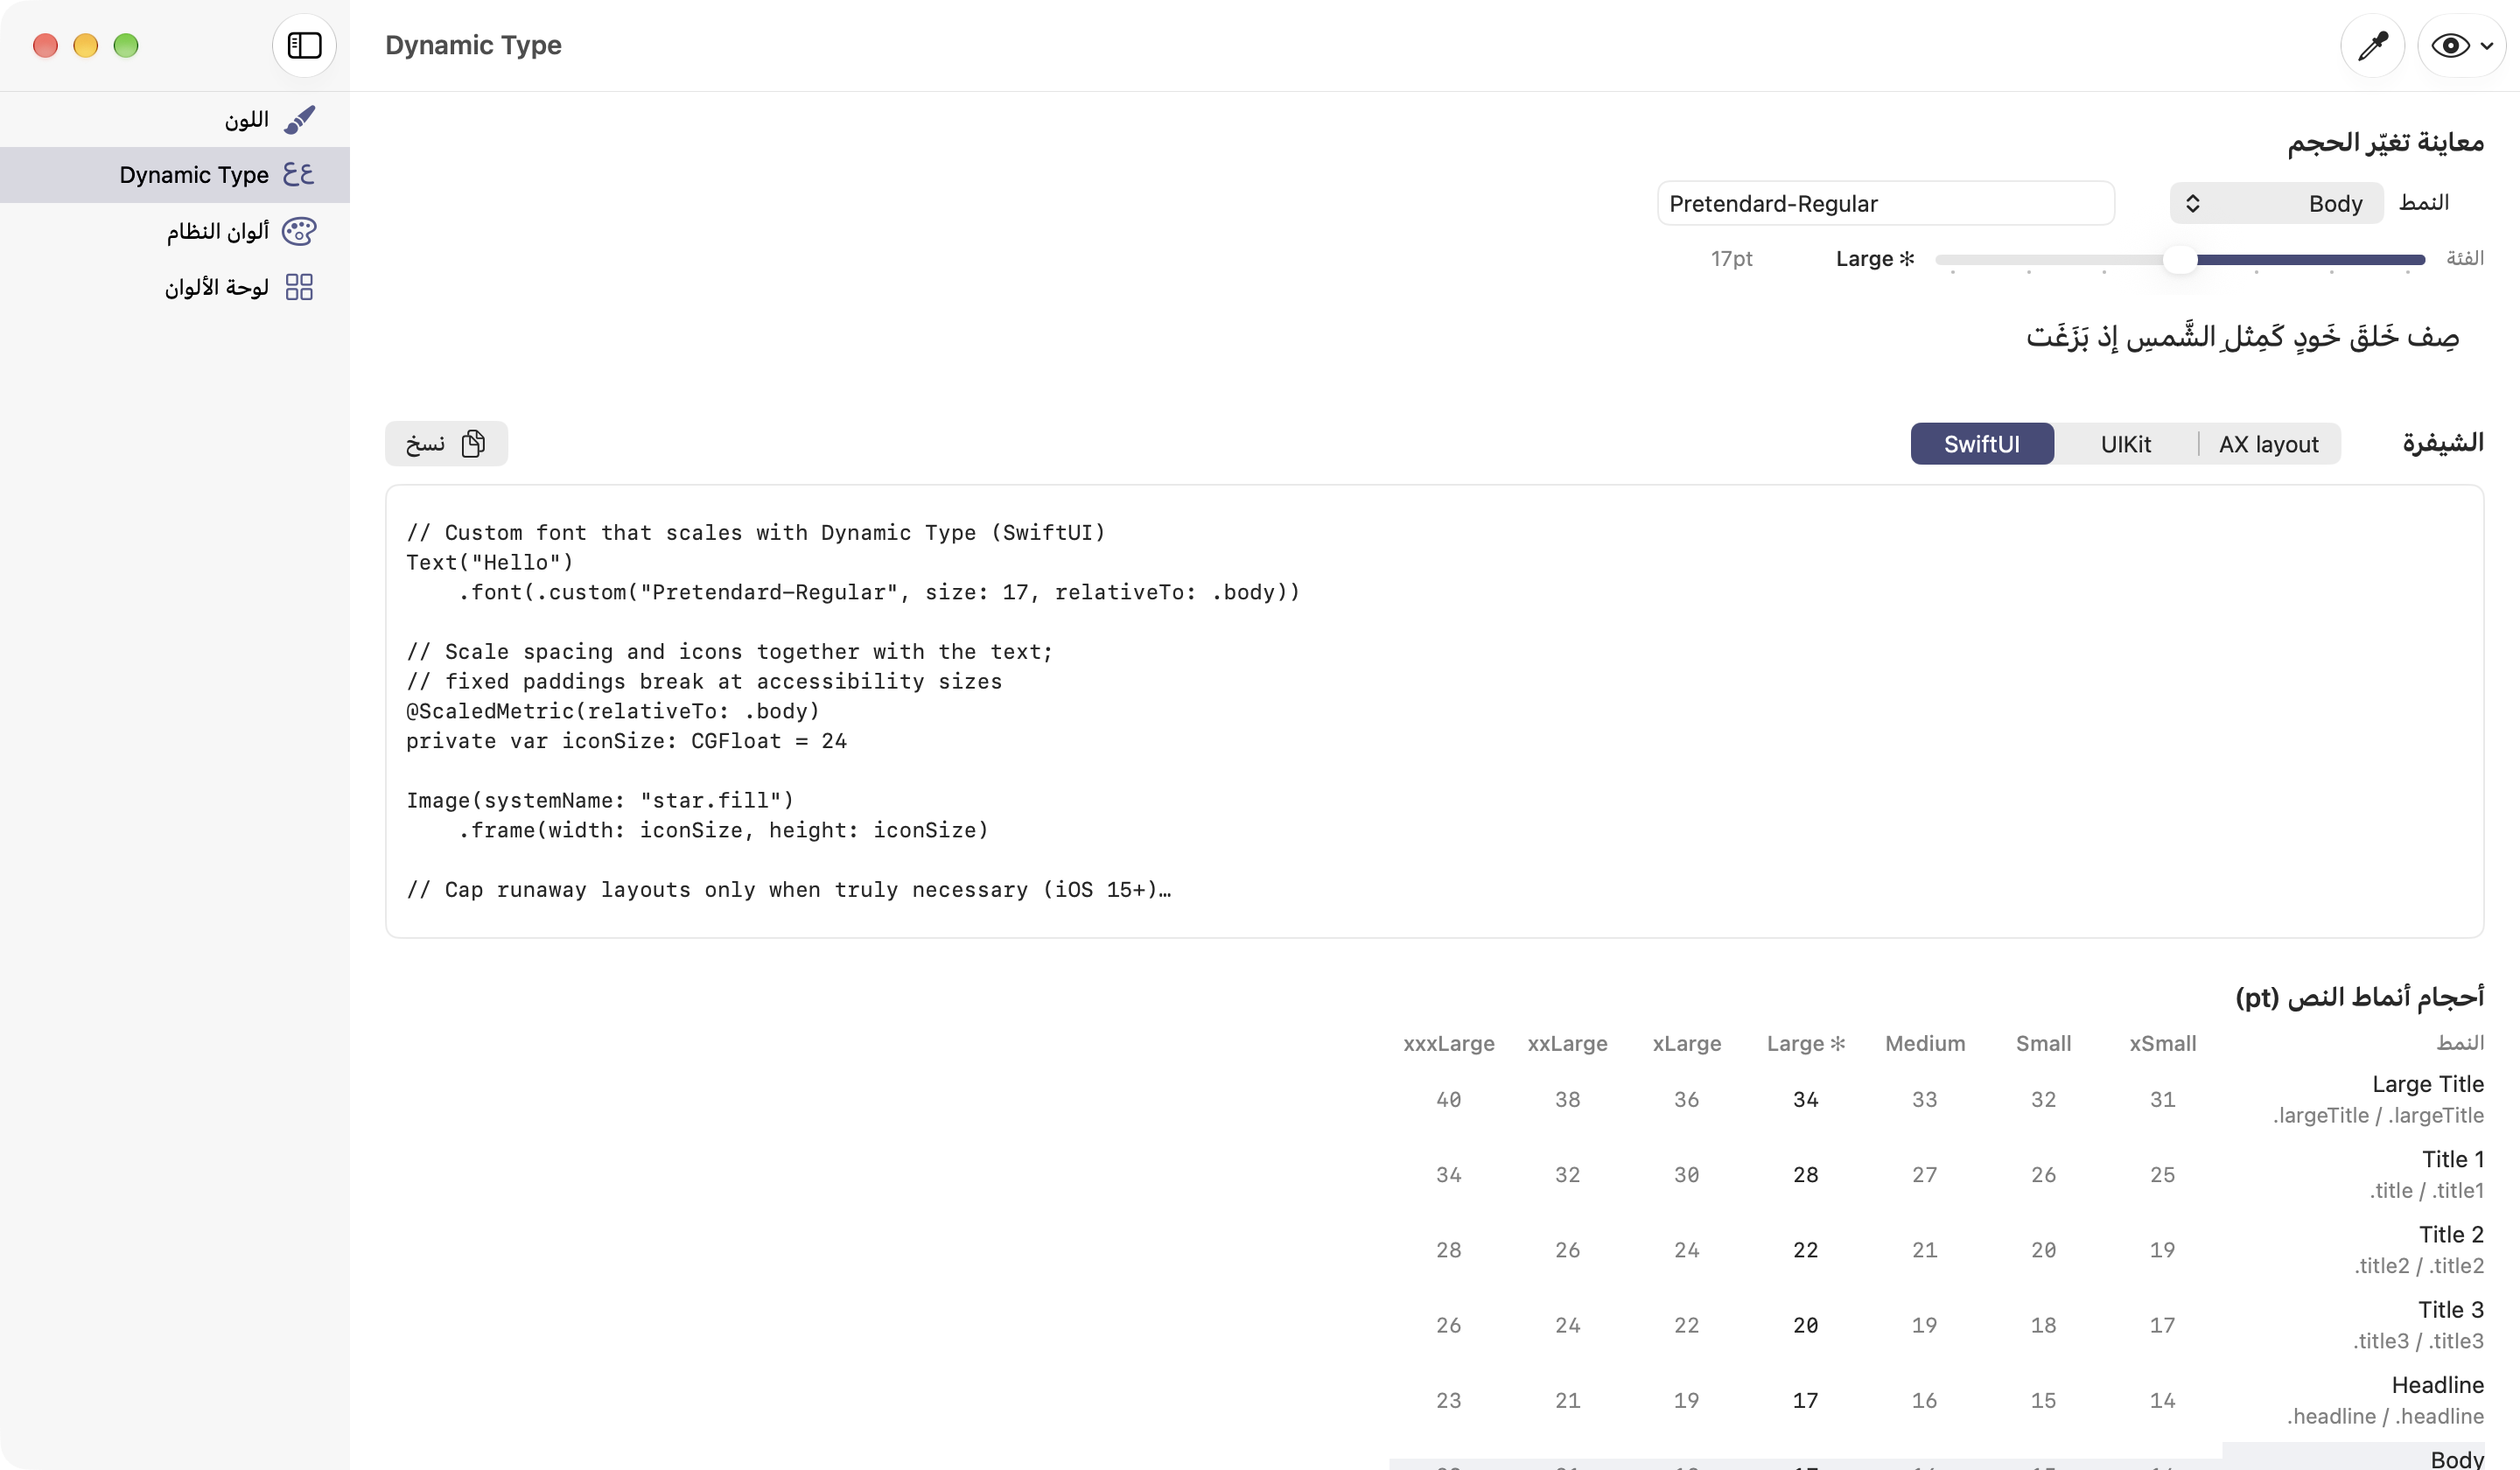 Dynamic Type
اللون
Dynamic Type
ألوان النظام
لوحة الألوان
معاينة تغيّر الحجم
النمط Body Pretendard-Regular
الفئة Large ✻ 17pt
صِف خَلقَ خَودٍ كَمِثلِ الشَّمسِ إذ بَزَغَت
الشيفرة SwiftUI UIKit AX layout نسخ
// Custom font that scales with Dynamic Type (SwiftUI)
Text("Hello")
    .font(.custom("Pretendard-Regular", size: 17, relativeTo: .body))
// Scale spacing and icons together with the text;
// fixed paddings break at accessibility sizes
@ScaledMetric(relativeTo: .body)
private var iconSize: CGFloat = 24
Image(systemName: "star.fill")
    .frame(width: iconSize, height: iconSize)
// Cap runaway layouts only when truly necessary (iOS 15+)…
أحجام أنماط النص (pt)
النمط xSmall Small Medium Large ✻ xLarge xxLarge xxxLarge
Large Title
.largeTitle / .largeTitle
31 32 33 34 36 38 40
Title 1
.title / .title1
25 26 27 28 30 32 34
Title 2
.title2 / .title2
19 20 21 22 24 26 28
Title 3
.title3 / .title3
17 18 19 20 22 24 26
Headline
.headline / .headline
14 15 16 17 19 21 23
Body